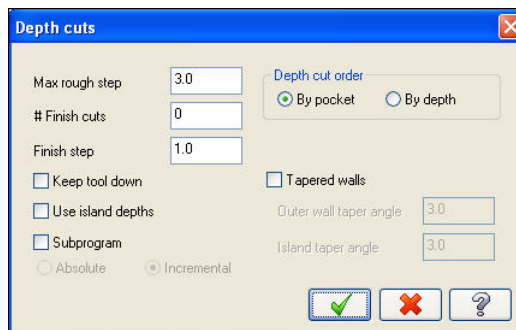 Depth cuts
Max rough step 3.0
# Finish cuts 0
Finish step 1.0
Keep tool down
Use island depths
Subprogram
Absolute Incremental
Depth cut order
By pocket By depth
Tapered walls
Outer wall taper angle 3.0
Island taper angle 3.0